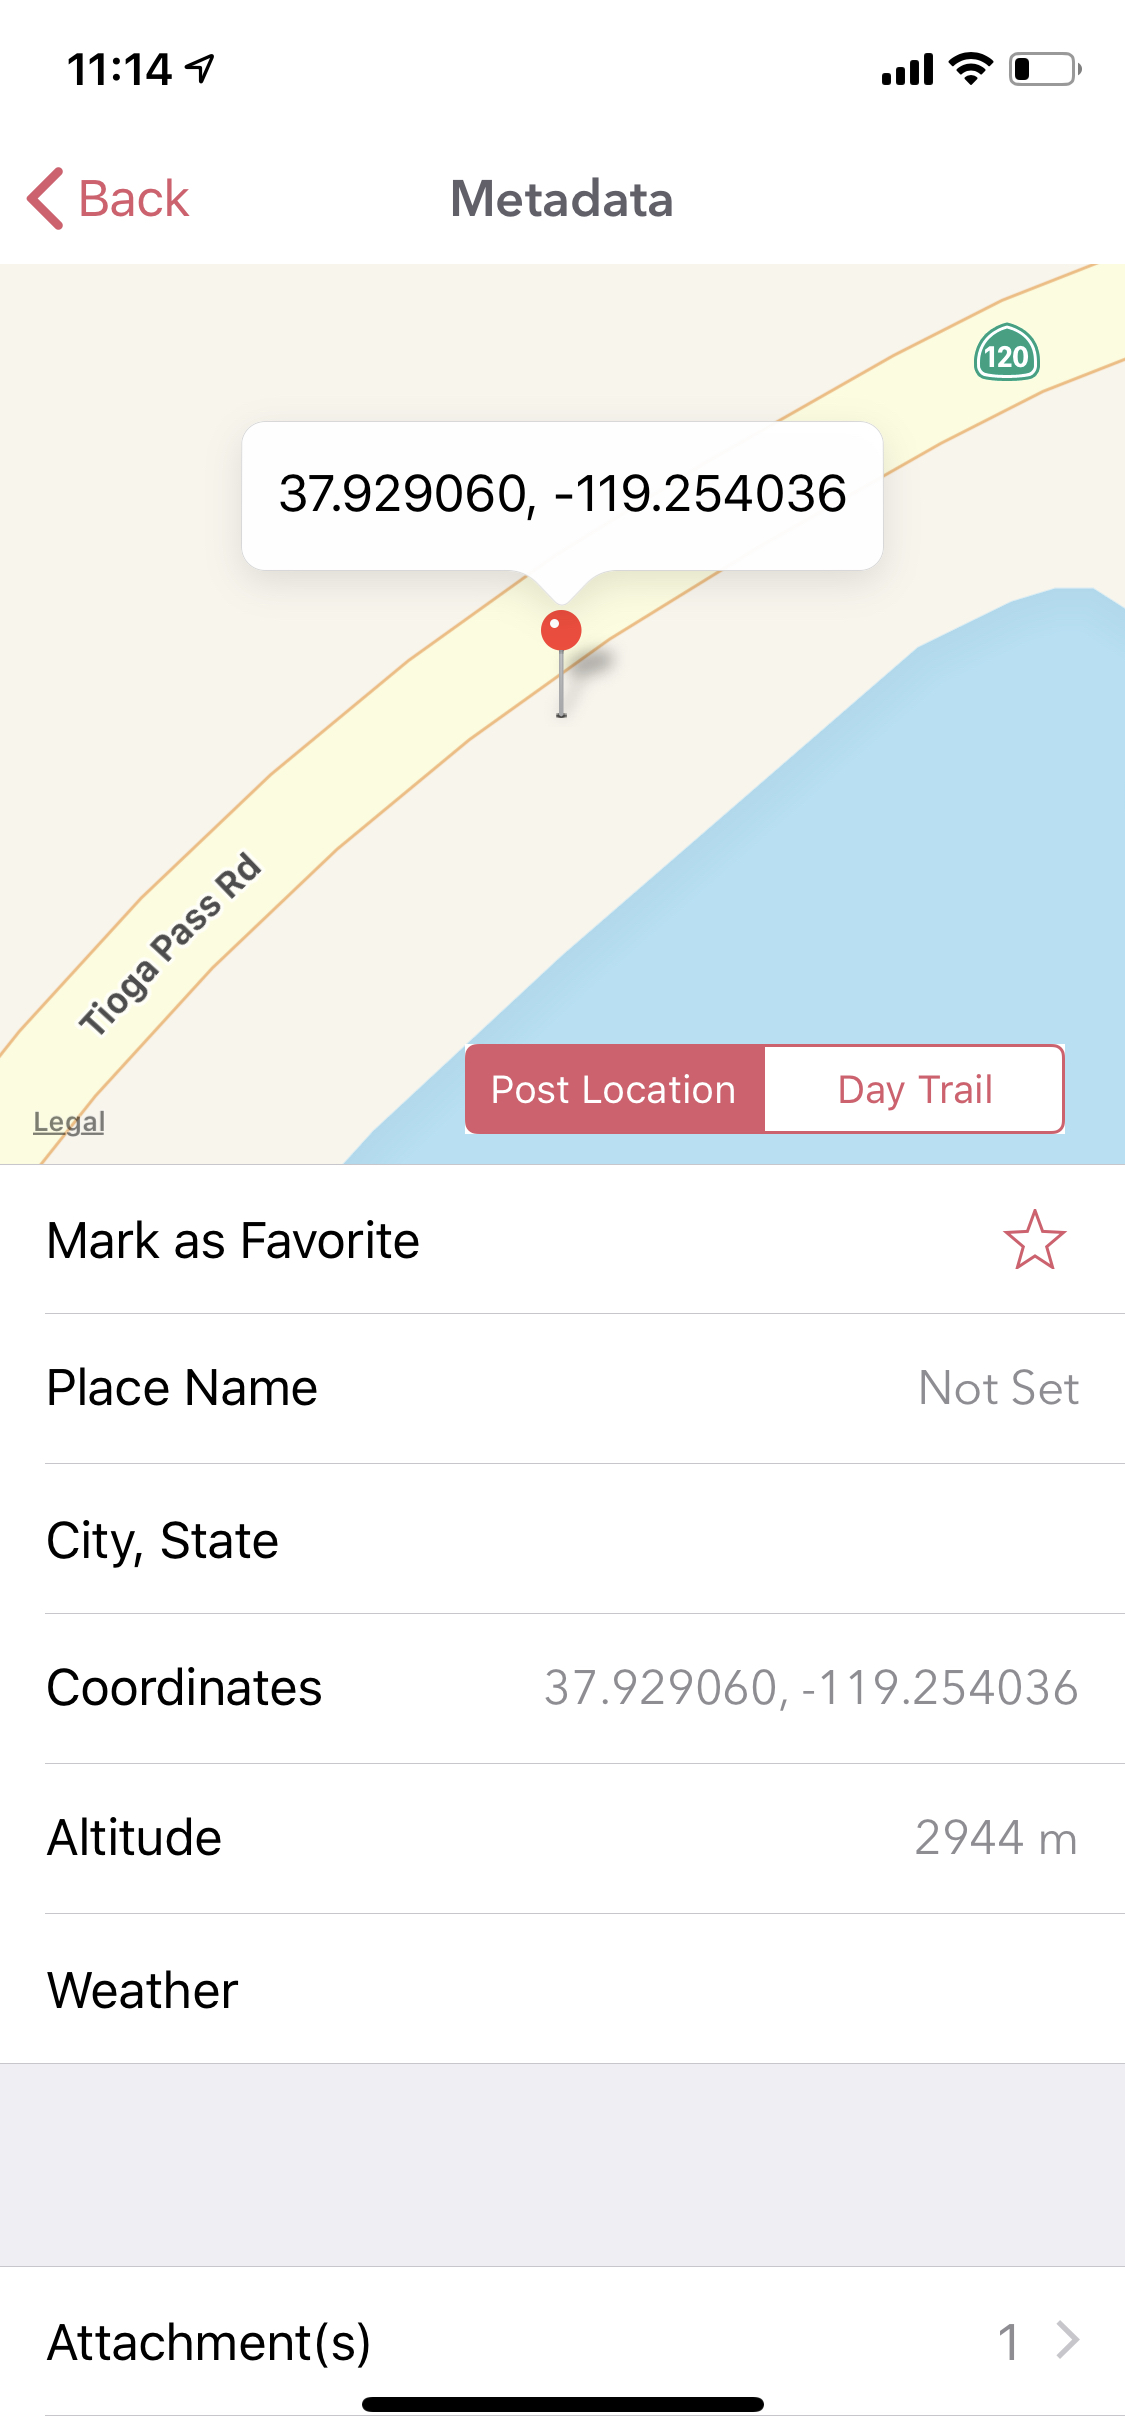 11:14
Back
Metadata
120
37.929060, -119.254036
Tioga Pass Rd
Legal
Post Location
Day Trail
Mark as Favorite
Place Name
Not Set
City, State
Coordinates
37.929060, -119.254036
Altitude
2944 m
Weather
Attachment(s)
1